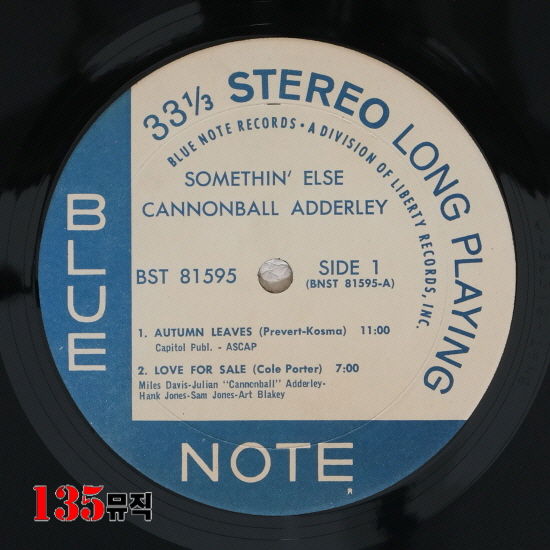 33 1/3 STEREO LONG PLAYING
BLUE NOTE RECORDS • A DIVISION OF LIBERTY RECORDS, INC.
SOMETHIN' ELSE
CANNONBALL ADDERLEY
BST 81595
SIDE 1
(BNST 81595-A)
1. AUTUMN LEAVES (Prevert-Kosma) 11:00
Capitol Publ. - ASCAP
2. LOVE FOR SALE (Cole Porter) 7:00
Miles Davis-Julian "Cannonball" Adderley-
Hank Jones-Sam Jones-Art Blakey
BLUE
NOTE
135뮤직